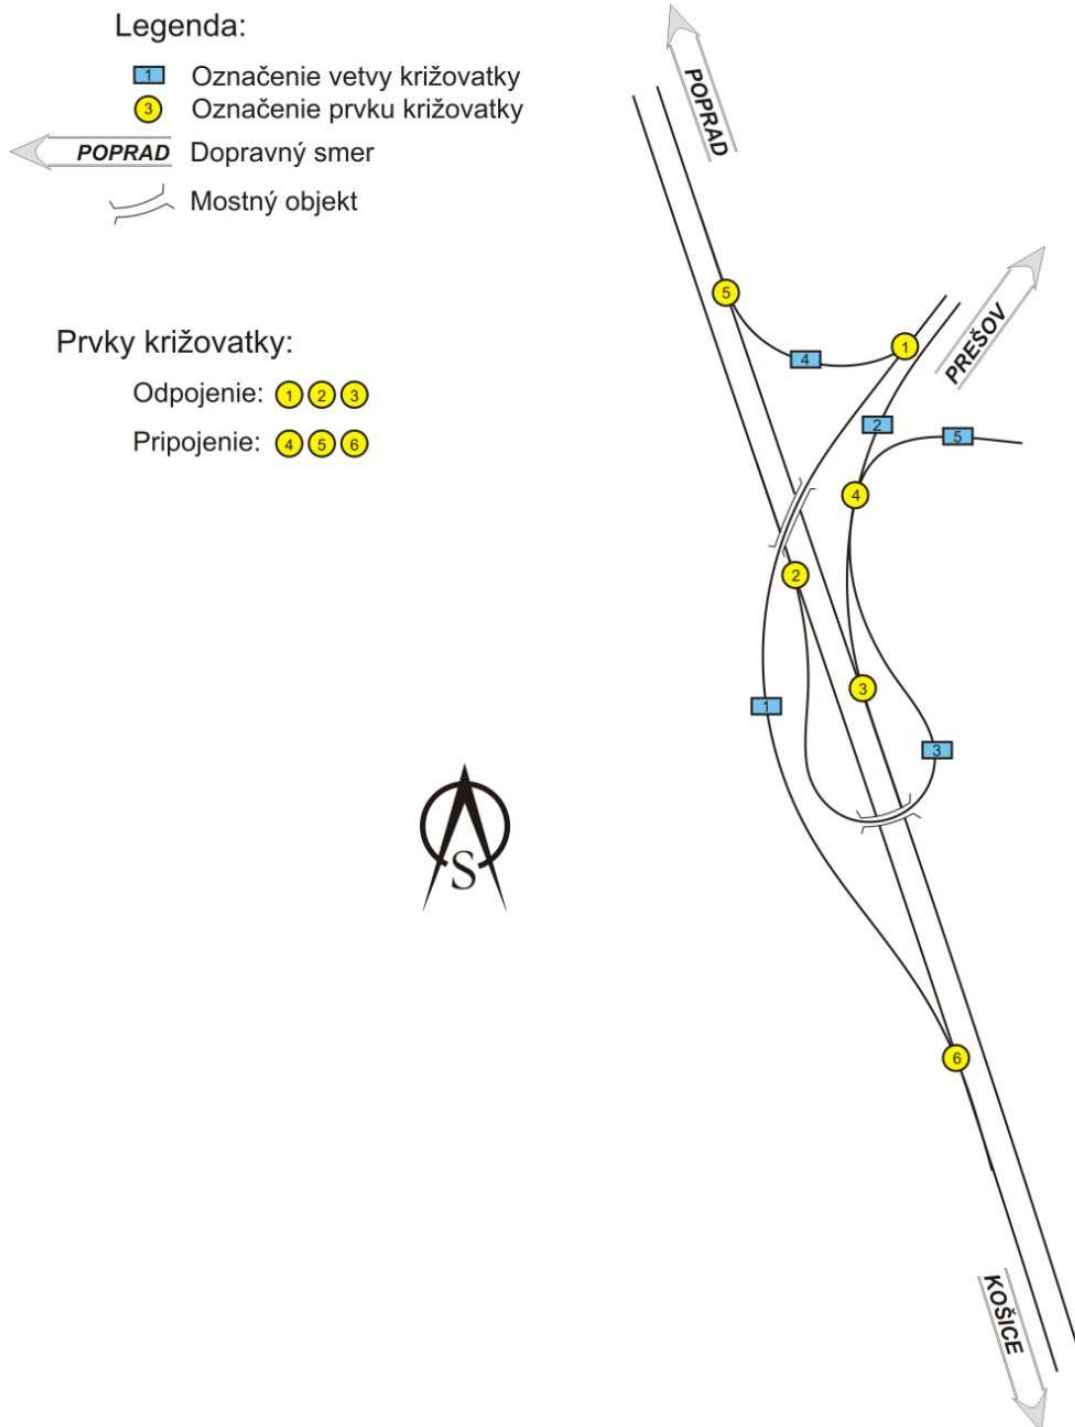 Legenda:
1 Označenie vetvy križovatky
3 Označenie prvku križovatky
POPRAD Dopravný smer
Mostný objekt
Prvky križovatky:
Odpojenie: 1 2 3
Pripojenie: 4 5 6
POPRAD
PREŠOV
5
1
4
2
5
4
2
3
1
3
S
6
KOŠICE